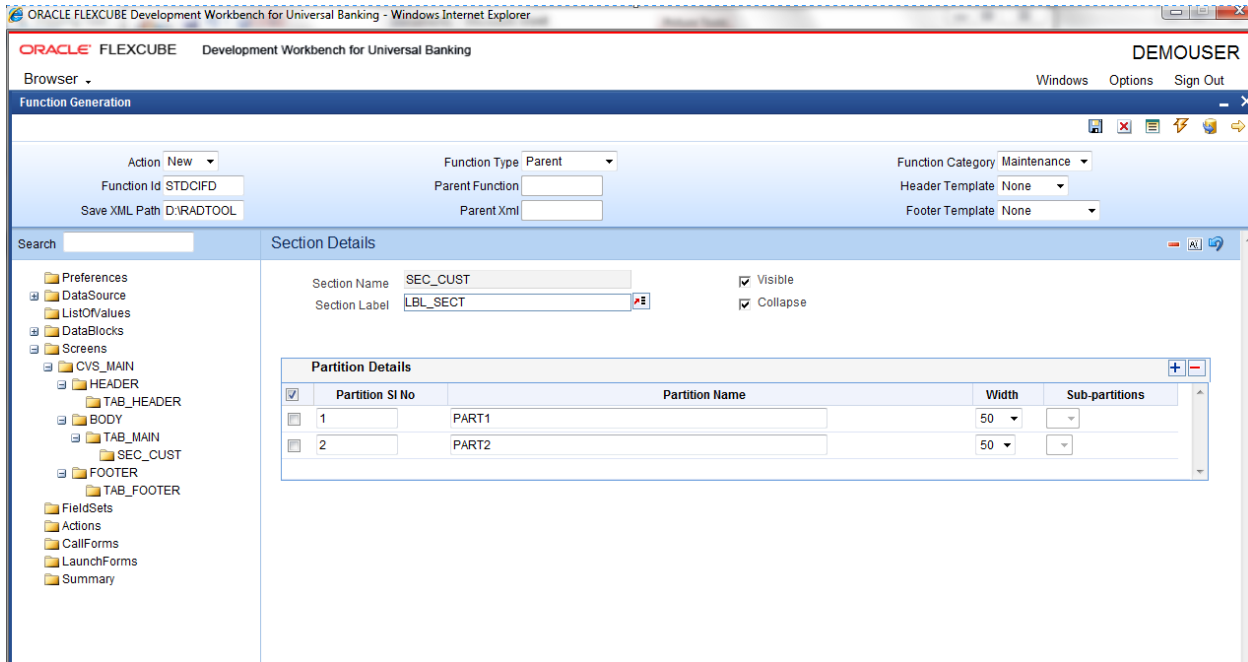 ORACLE FLEXCUBE Development Workbench for Universal Banking - Windows Internet Explorer
ORACLE FLEXCUBE Development Workbench for Universal Banking
DEMOUSER
Browser
Windows Options Sign Out
Function Generation
Action New
Function Type Parent
Function Category Maintenance
Function Id STDCIFD
Parent Function
Header Template None
Save XML Path D:\RADTOOL
Parent Xml
Footer Template None
Search
Section Details
Preferences
DataSource
ListOfValues
DataBlocks
Screens
CVS_MAIN
HEADER
TAB_HEADER
BODY
TAB_MAIN
SEC_CUST
FOOTER
TAB_FOOTER
FieldSets
Actions
CallForms
LaunchForms
Summary
Section Name SEC_CUST
Visible
Section Label LBL_SECT
Collapse
Partition Details
Partition Sl No Partition Name Width Sub-partitions
1 PART1 50
2 PART2 50